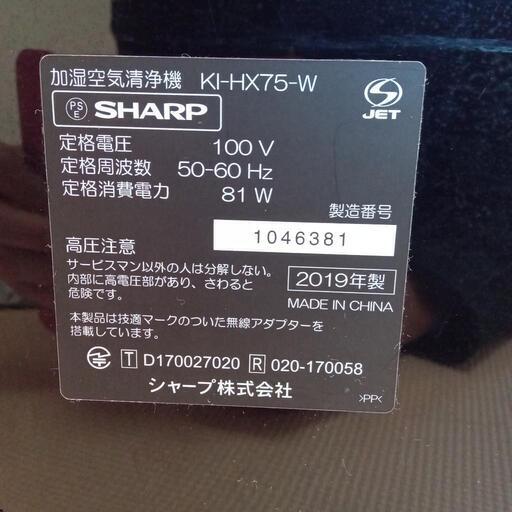 加湿空気清浄機 KI-HX75-W
PS E SHARP
JET
定格電圧 100 V
定格周波数 50-60 Hz
定格消費電力 81 W
製造番号
1046381
高圧注意
サービスマン以外の人は分解しない。
内部に高電圧部があり、さわると
危険です。
2019年製
MADE IN CHINA
本製品は技適マークのついた無線アダプターを
搭載しています。
T D170027020 R 020-170058
シャープ株式会社
>PP<